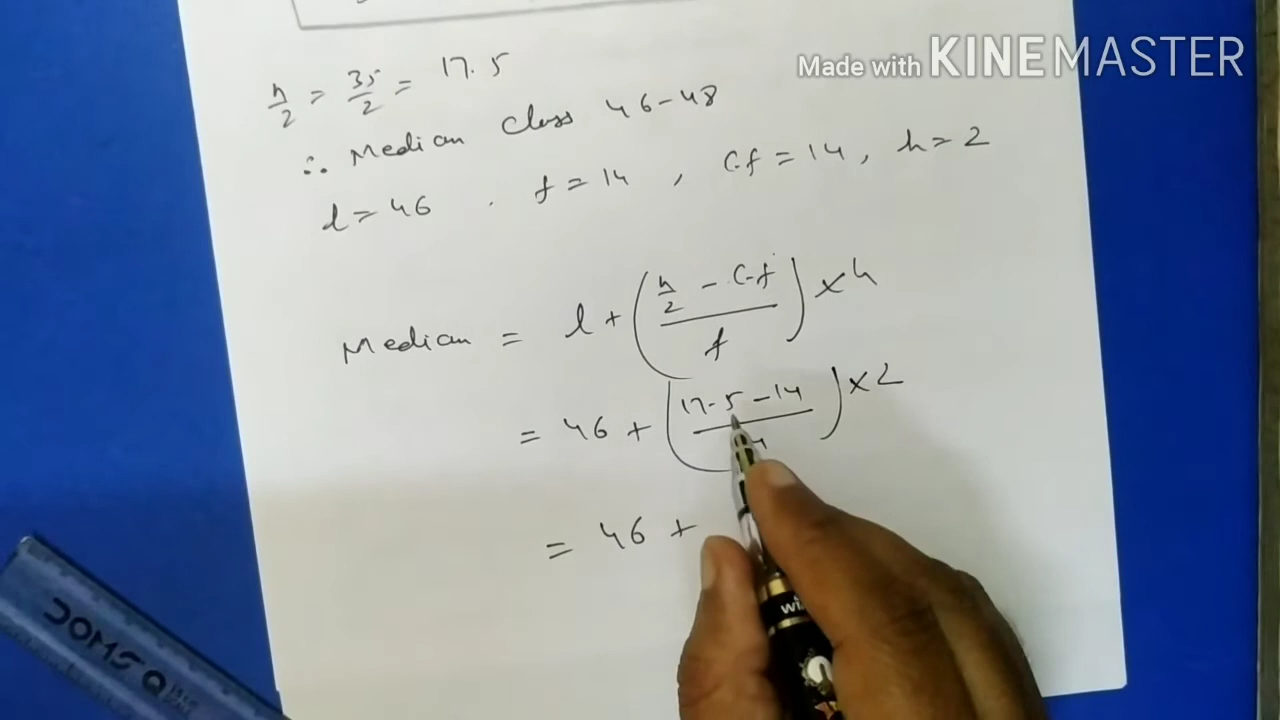 Made with KINEMASTER
n/2 = 35/2 = 17.5
∴ Median Class 46-48
l = 46 . f = 14 , C.f = 14, h = 2
Median = l + ( (n/2 - C.f) / f ) × h
= 46 + ( (17.5 - 14) / 4 ) × 2
= 46 +
DOMS Q